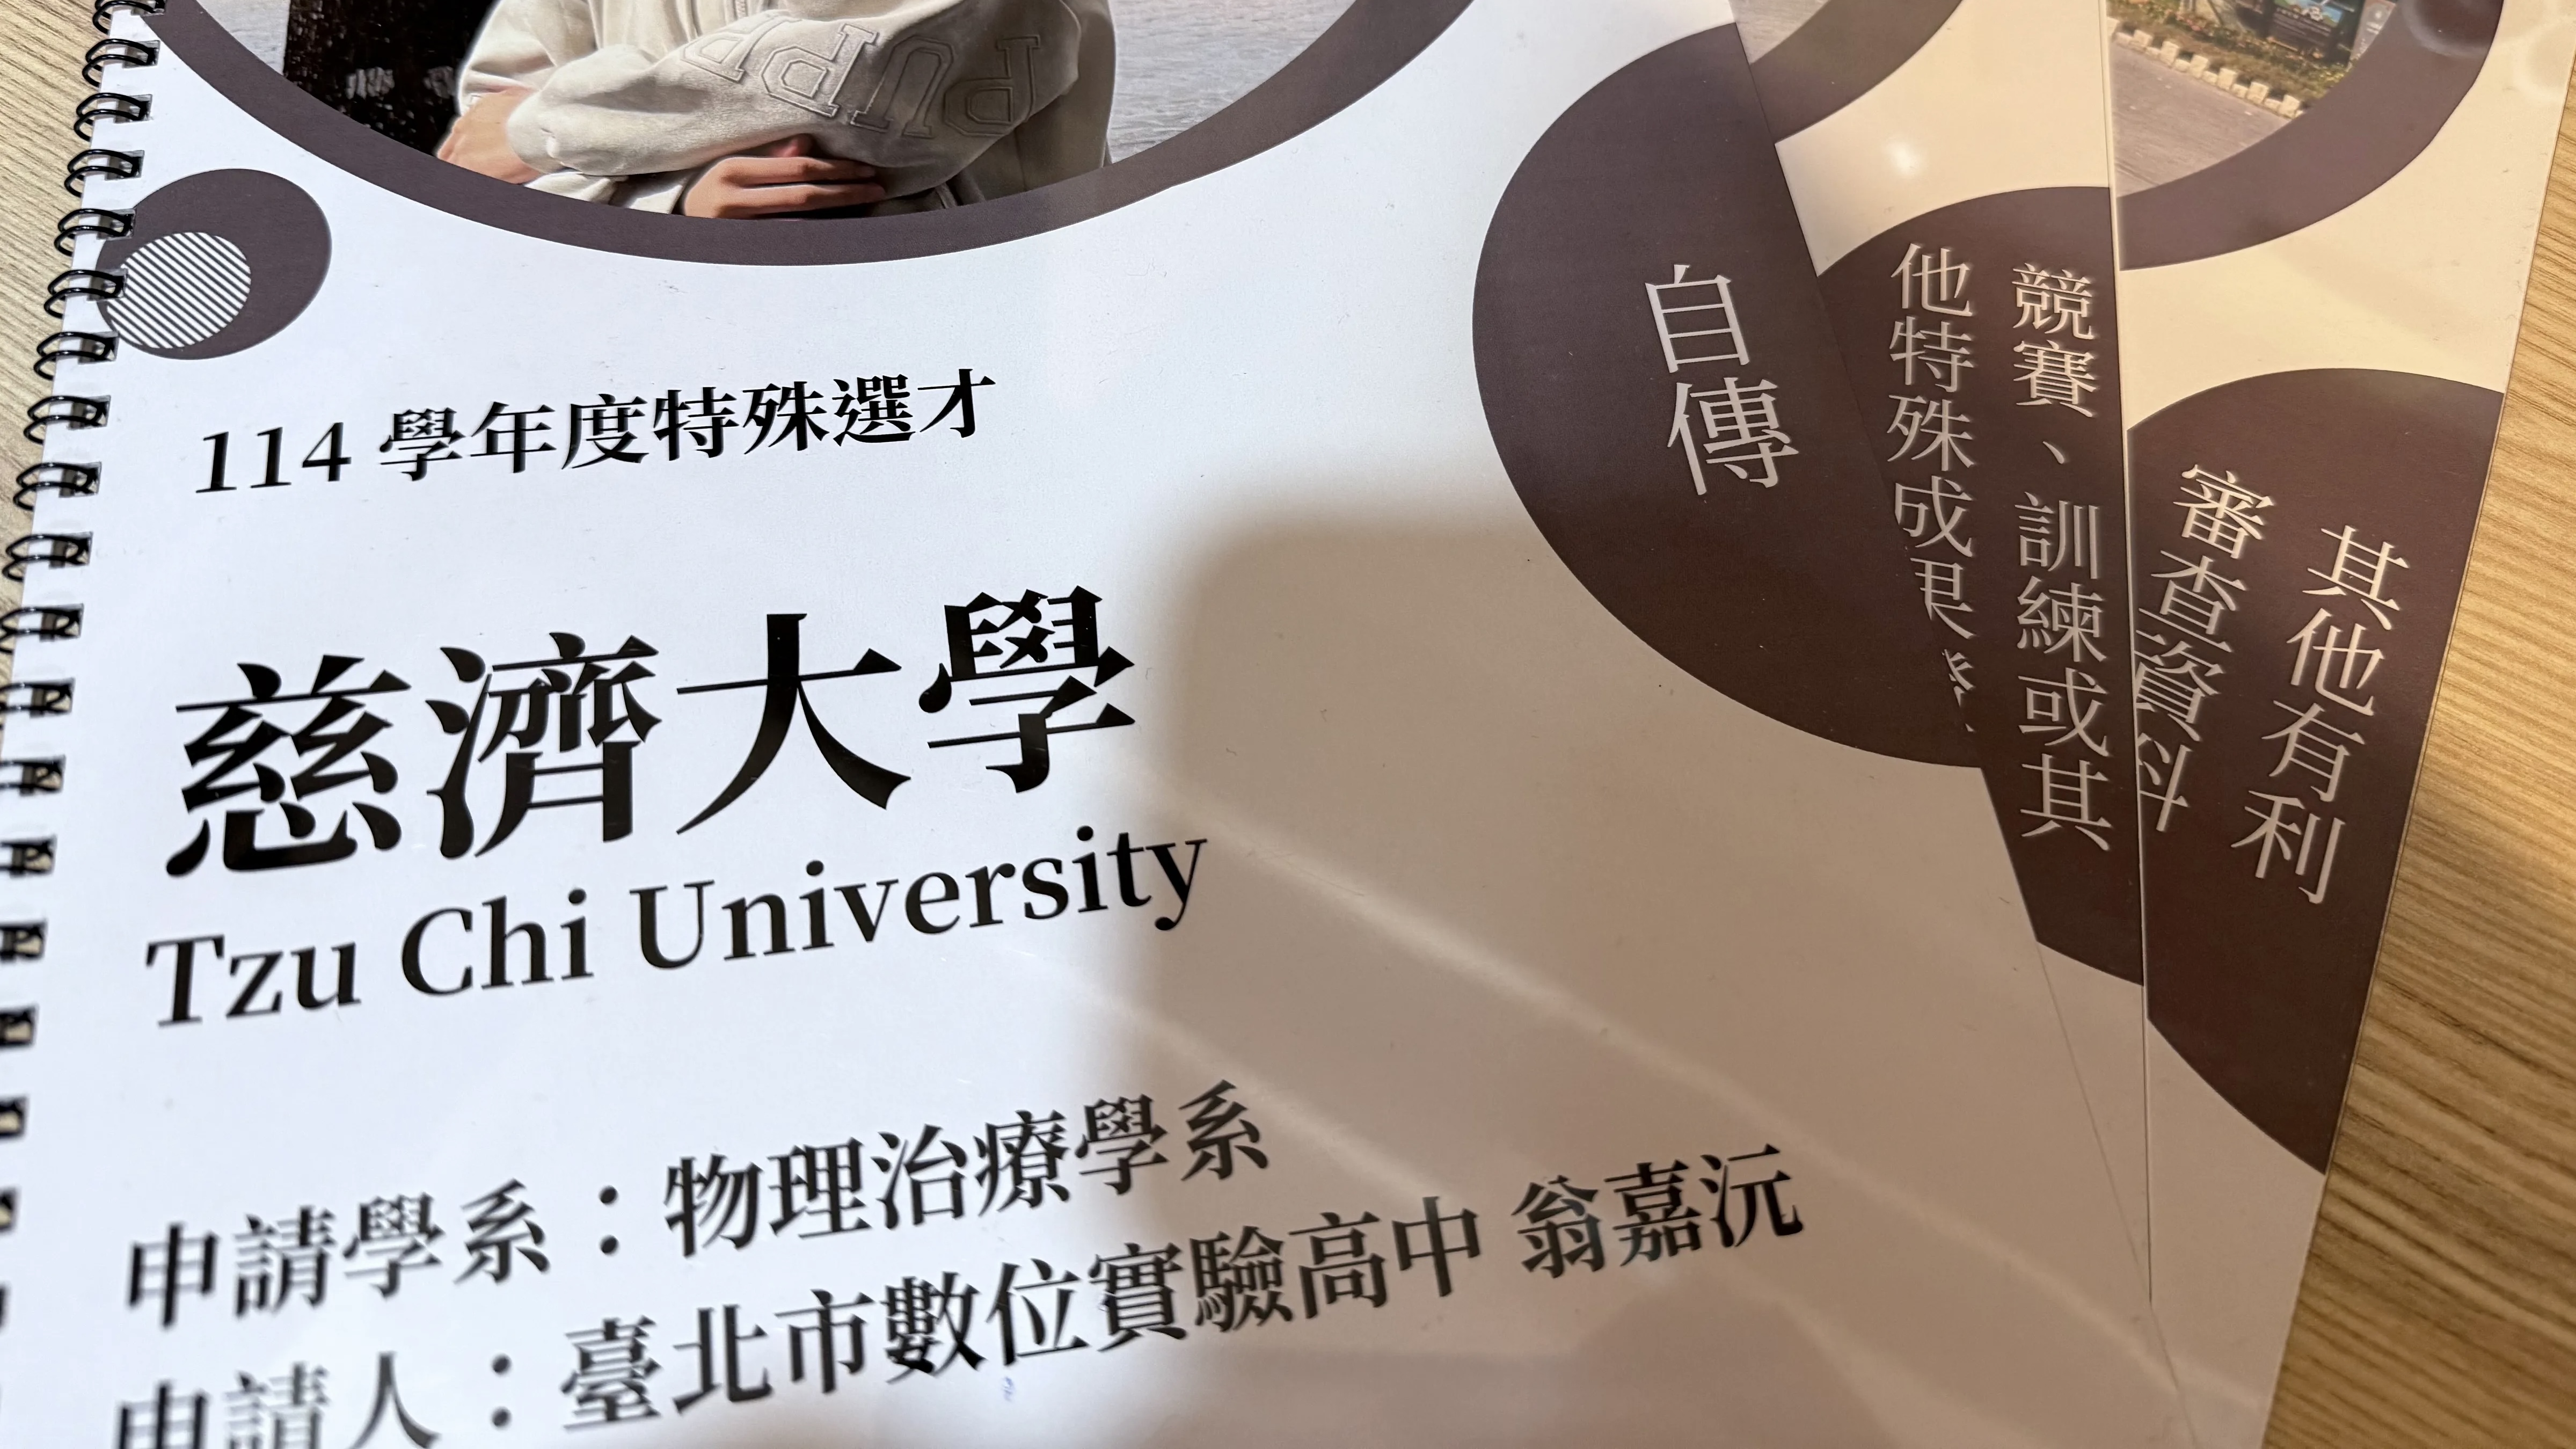 PUPP
114 學年度特殊選才
慈濟大學
Tzu Chi University
申請學系：物理治療學系
申請人：臺北市數位實驗高中 翁嘉沅
自傳
競賽、訓練或其
他特殊成果
其他有利
審查資料